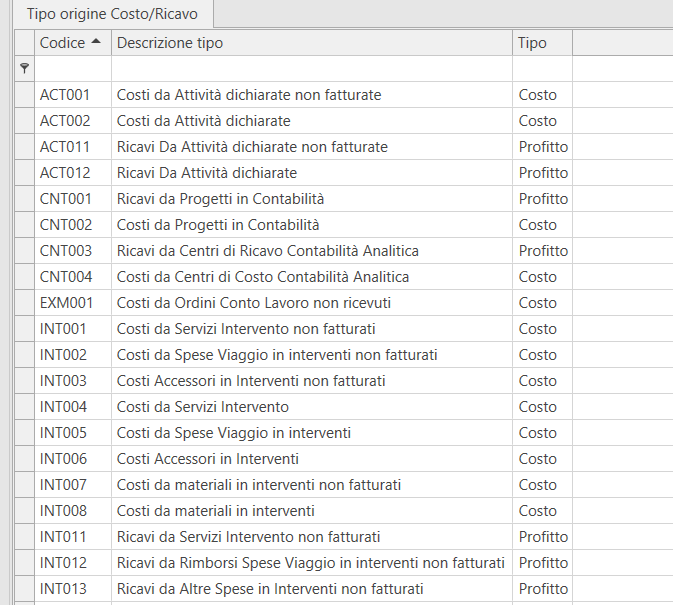 Tipo origine Costo/Ricavo
Codice Descrizione tipo Tipo
ACT001 Costi da Attività dichiarate non fatturate Costo
ACT002 Costi da Attività dichiarate Costo
ACT011 Ricavi Da Attività dichiarate non fatturate Profitto
ACT012 Ricavi Da Attività dichiarate Profitto
CNT001 Ricavi da Progetti in Contabilità Profitto
CNT002 Costi da Progetti in Contabilità Costo
CNT003 Ricavi da Centri di Ricavo Contabilità Analitica Profitto
CNT004 Costi da Centri di Costo Contabilità Analitica Costo
EXM001 Costi da Ordini Conto Lavoro non ricevuti Costo
INT001 Costi da Servizi Intervento non fatturati Costo
INT002 Costi da Spese Viaggio in interventi non fatturati Costo
INT003 Costi Accessori in Interventi non fatturati Costo
INT004 Costi da Servizi Intervento Costo
INT005 Costi da Spese Viaggio in interventi Costo
INT006 Costi Accessori in Interventi Costo
INT007 Costi da materiali in interventi non fatturati Costo
INT008 Costi da materiali in interventi Costo
INT011 Ricavi da Servizi Intervento non fatturati Profitto
INT012 Ricavi da Rimborsi Spese Viaggio in interventi non fatturati Profitto
INT013 Ricavi da Altre Spese in Interventi non fatturati Profitto